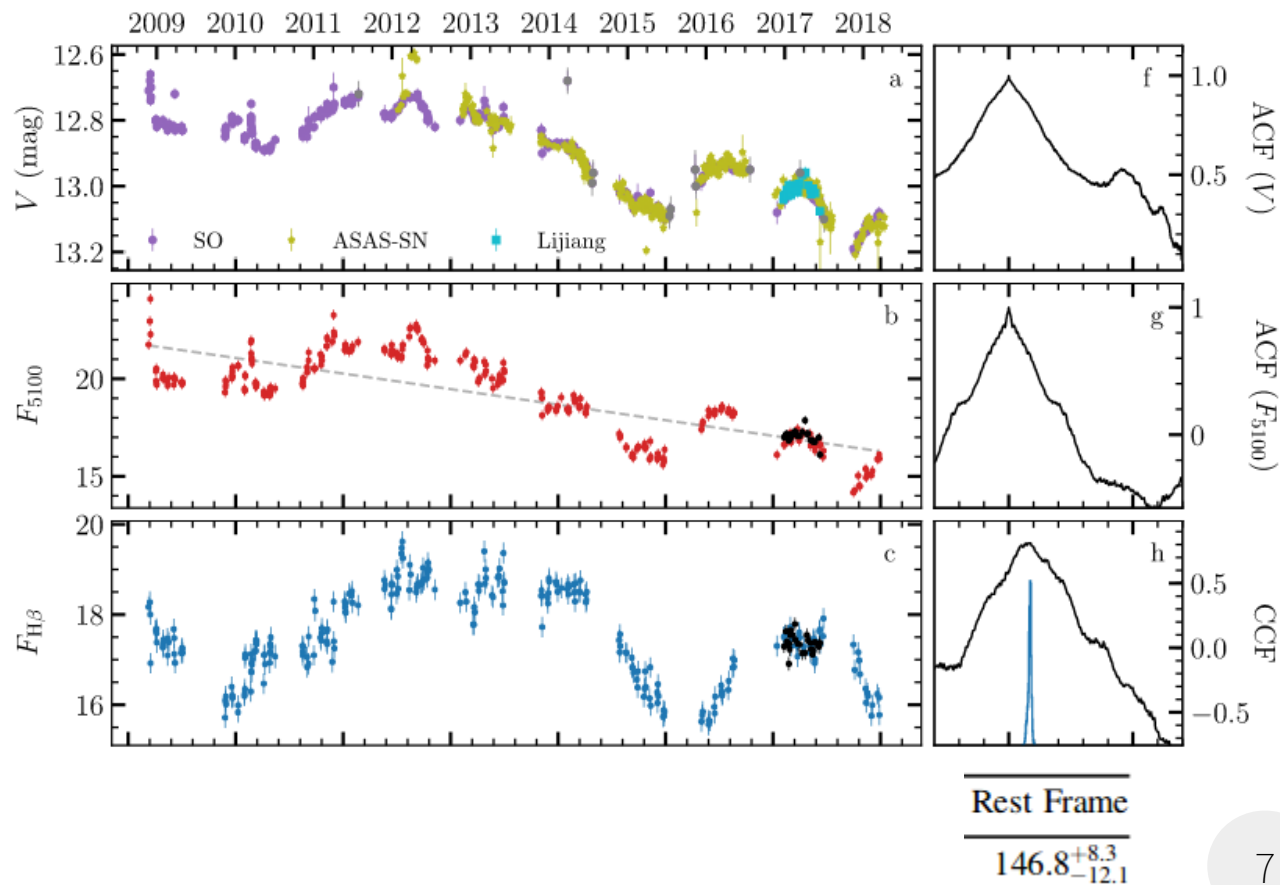 2009 2010 2011 2012 2013 2014 2015 2016 2017 2018
12.6
12.8
13.0
13.2
V (mag)
a
SO ASAS-SN Lijiang
f
1.0
0.5
ACF (V)
20
15
F5100
b
g
1
0
ACF (F5100)
20
18
16
FHβ
c
h
0.5
0.0
−0.5
CCF
Rest Frame
146.8+8.3−12.1
7